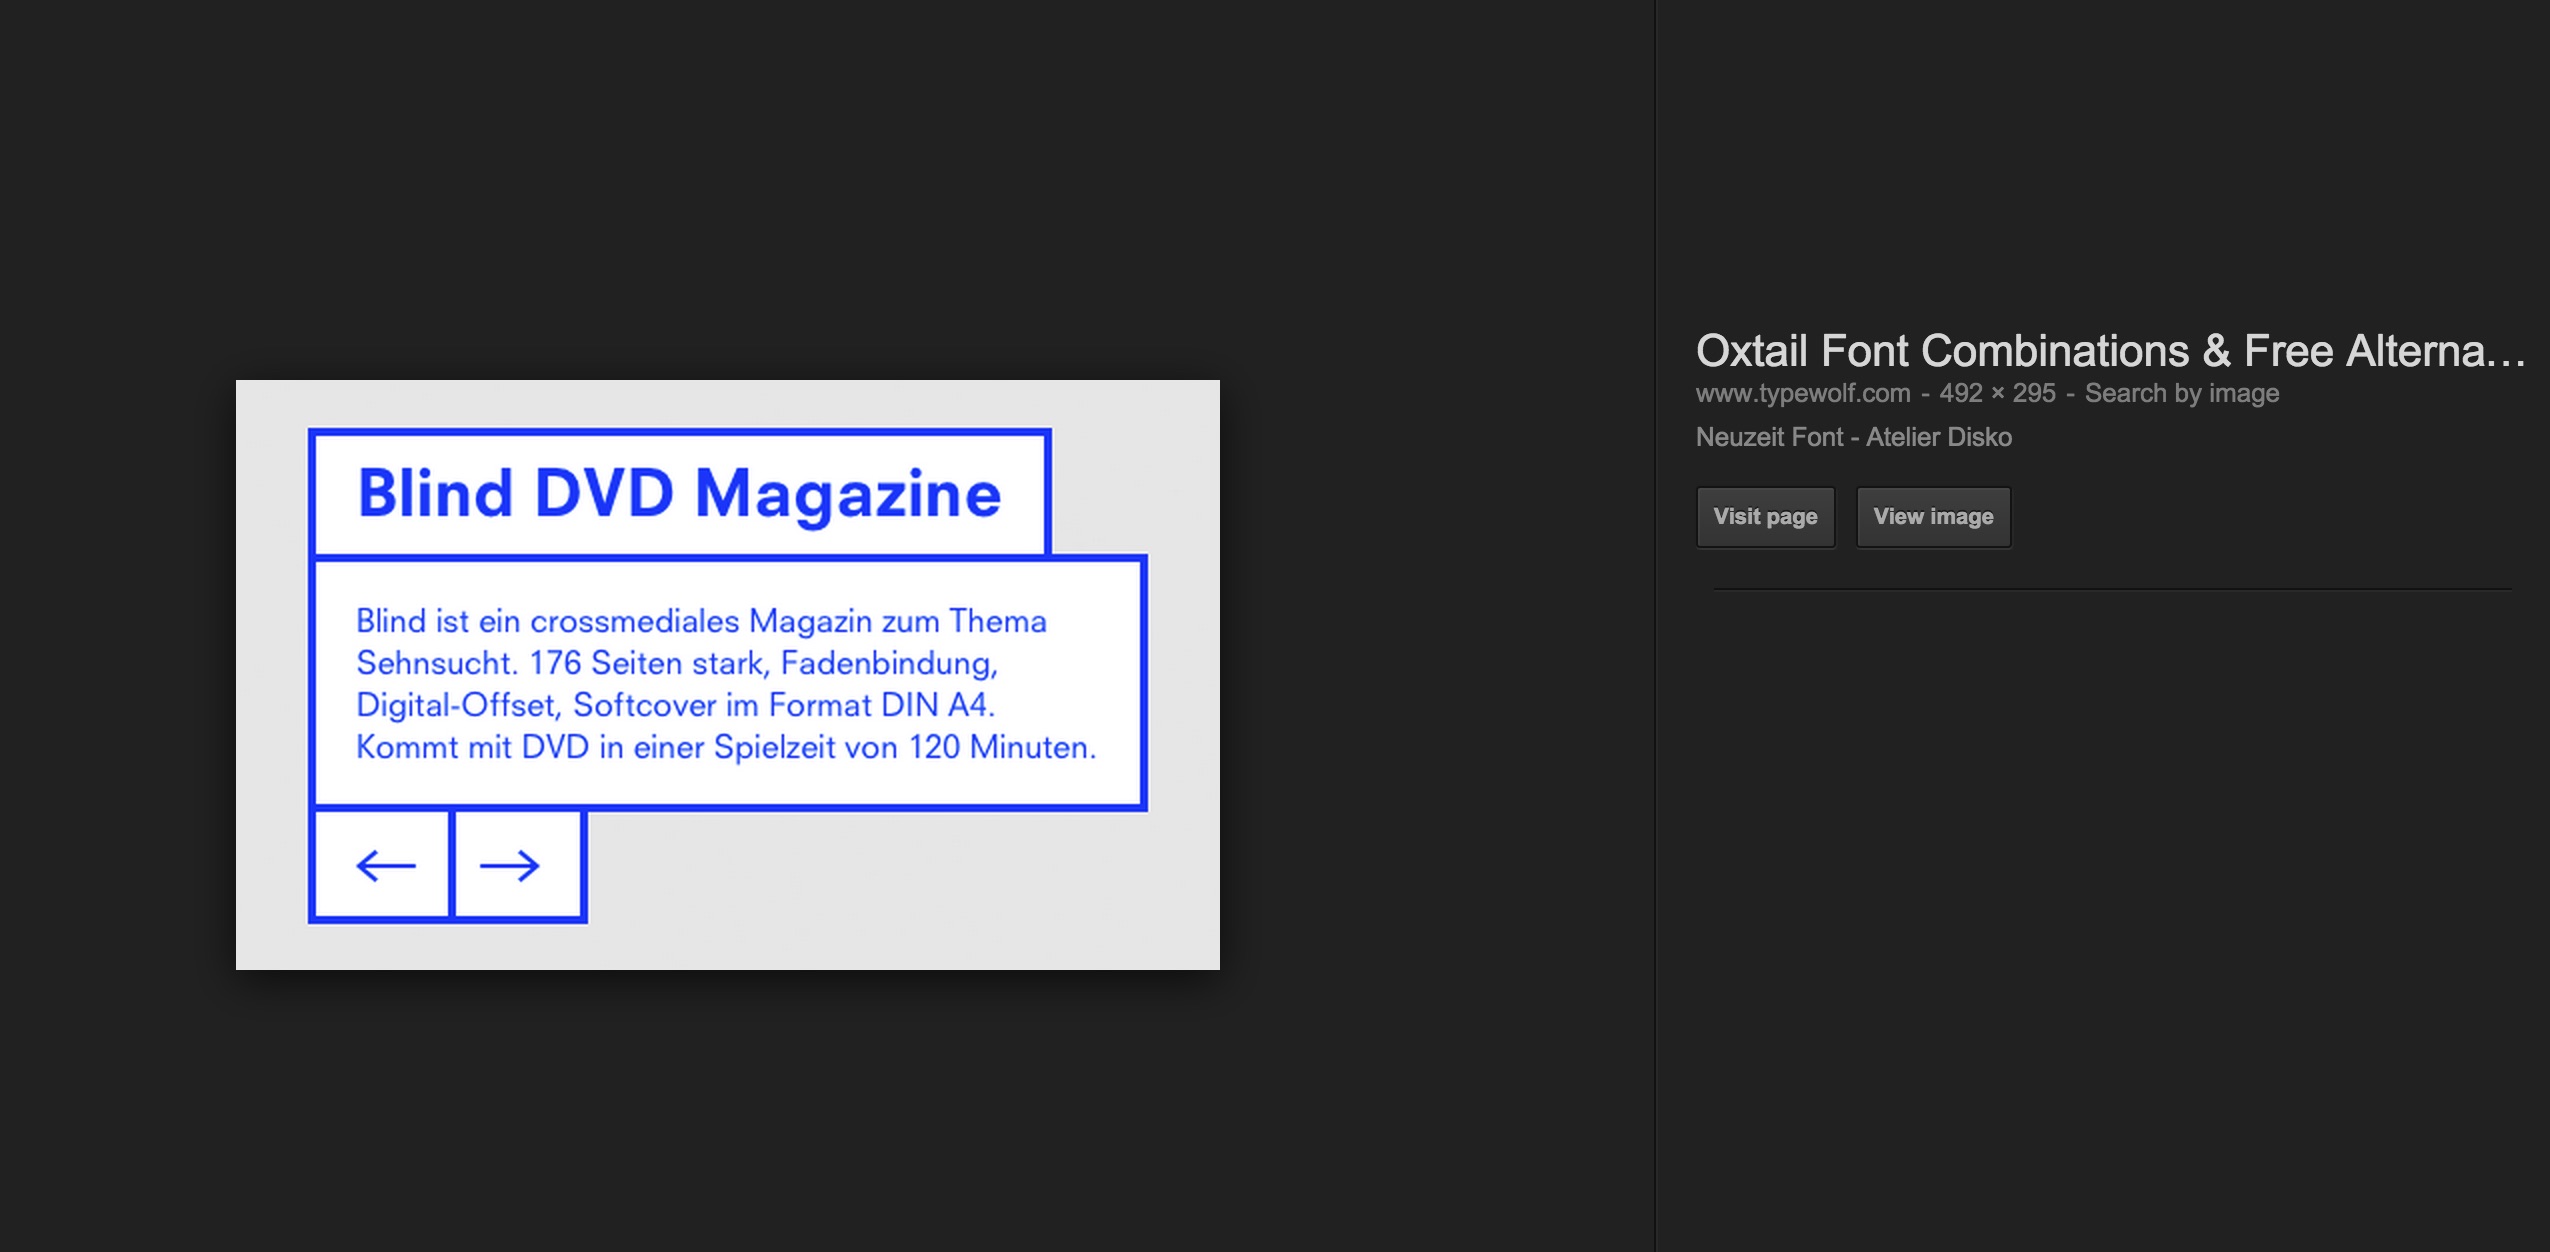 Blind DVD Magazine
Blind ist ein crossmediales Magazin zum Thema
Sehnsucht. 176 Seiten stark, Fadenbindung,
Digital-Offset, Softcover im Format DIN A4.
Kommt mit DVD in einer Spielzeit von 120 Minuten.
← →
Oxtail Font Combinations & Free Alterna...
www.typewolf.com - 492 × 295 - Search by image
Neuzeit Font - Atelier Disko
Visit page View image